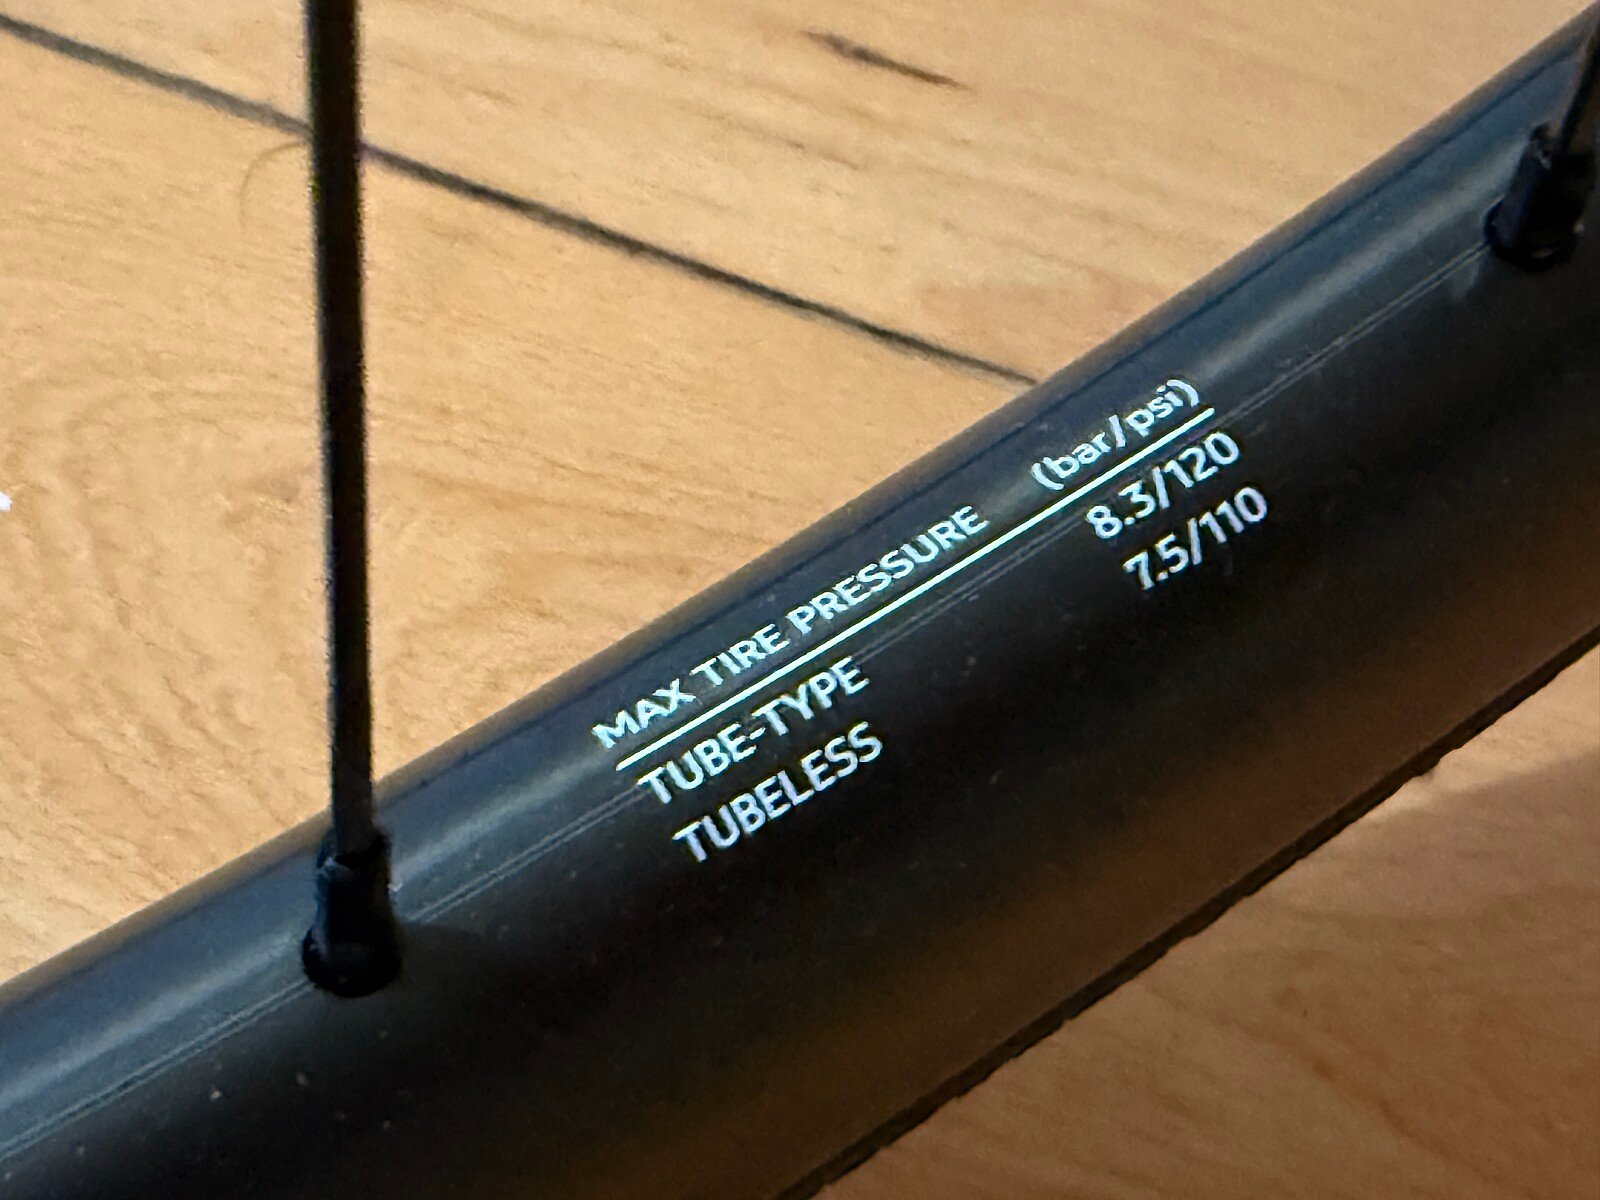 MAX TIRE PRESSURE (bar/psi)
TUBE-TYPE 8.3/120
TUBELESS 7.5/110